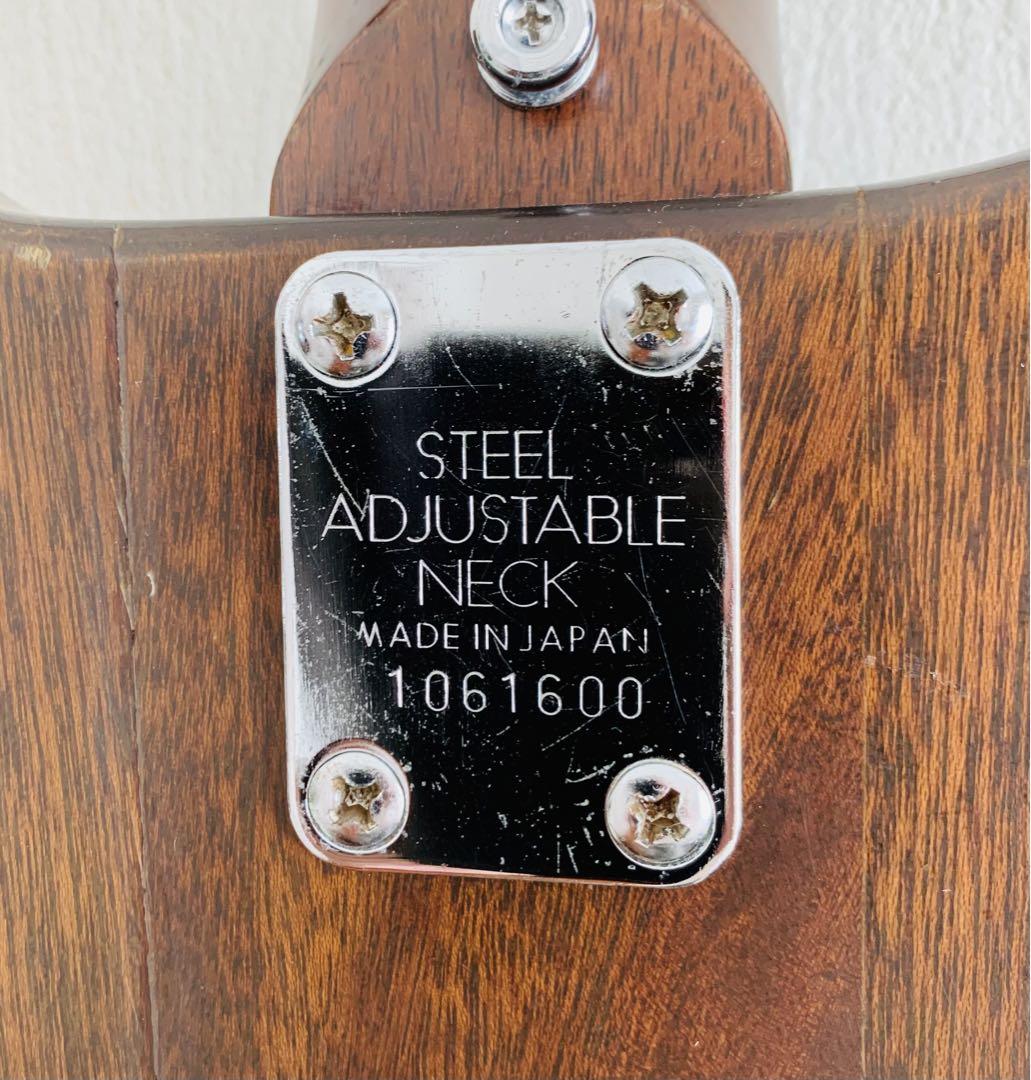 STEEL
ADJUSTABLE
NECK
MADE IN JAPAN
1061600